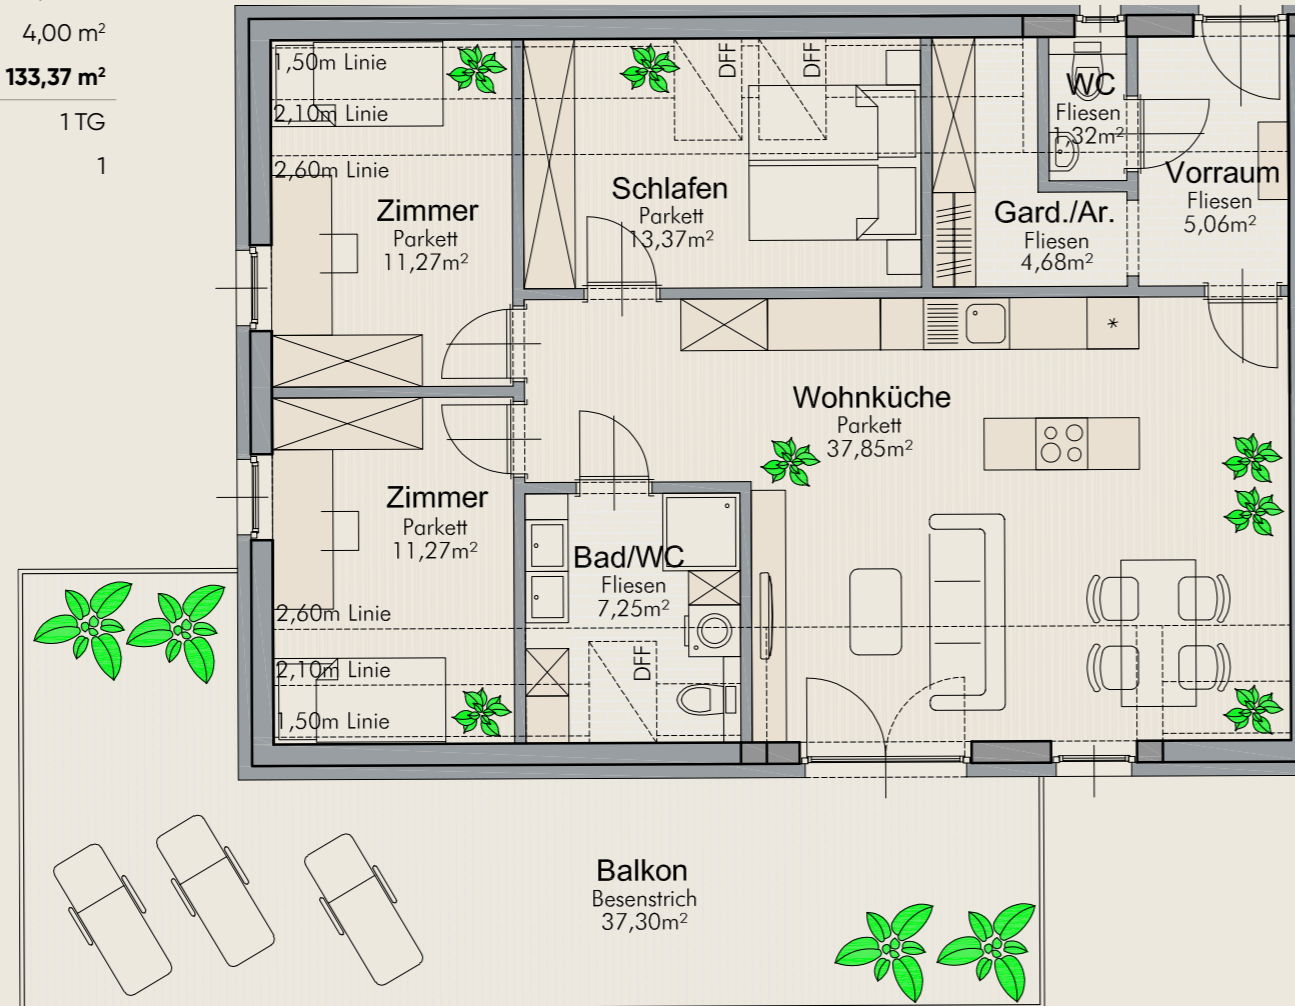 4,00 m²
133,37 m²
1 TG
1
1,50m Linie
2,10m Linie
2,60m Linie
Zimmer
Parkett
11,27m²
DFF
DFF
Schlafen
Parkett
13,37m²
WC
Fliesen
1,32m²
Gard./Ar.
Fliesen
4,68m²
Vorraum
Fliesen
5,06m²
*
Wohnküche
Parkett
37,85m²
Zimmer
Parkett
11,27m²
2,60m Linie
2,10m Linie
1,50m Linie
Bad/WC
Fliesen
7,25m²
DFF
Balkon
Besenstrich
37,30m²